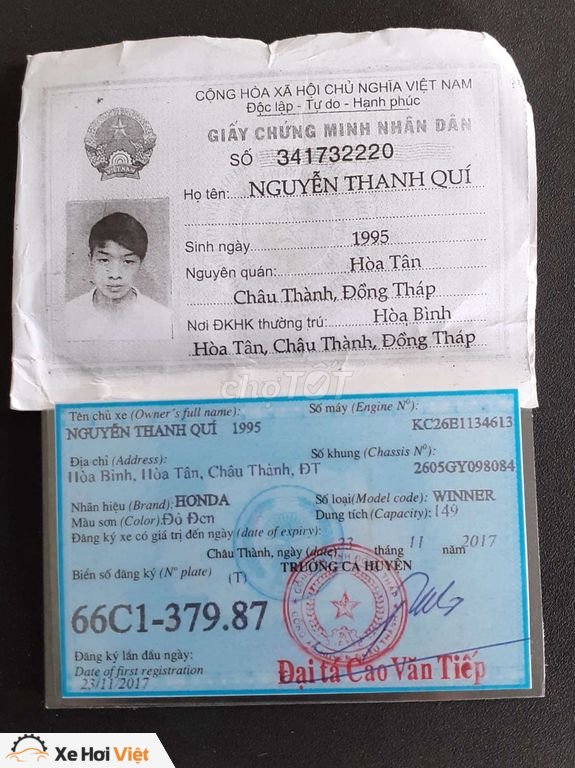 CỘNG HÒA XÃ HỘI CHỦ NGHĨA VIỆT NAM
Độc lập - Tự do - Hạnh phúc
GIẤY CHỨNG MINH NHÂN DÂN
SỐ 341732220
Họ tên: NGUYỄN THANH QUÍ
VIETNAM
Sinh ngày 1995
Nguyên quán: Hòa Tân
Châu Thành, Đồng Tháp
Nơi ĐKHK thường trú: Hòa Bình
Hòa Tân, Châu Thành, Đồng Tháp
chợTỐT
Tên chủ xe (Owner's full name): Số máy (Engine Nº):
NGUYỄN THANH QUÍ 1995 KC26E1134613
Địa chỉ (Address): Số khung (Chassis Nº):
Hòa Bình, Hòa Tân, Châu Thành, ĐT 2605GY098084
Nhãn hiệu (Brand): HONDA Số loại(Model code): WINNER
Màu sơn (Color): Đỏ Đen Dung tích (Capacity): 149
Đăng ký xe có giá trị đến ngày (date of expiry):
Châu Thành, ngày (date) 23 tháng 11 năm 2017
Biển số đăng ký (Nº plate) (T) TRƯỞNG CA HUYỆN
66C1-379.87
Đăng ký lần đầu ngày:
Date of first registration
23/11/2017
Đại tá Cao Văn Tiếp
Xe Hơi Việt